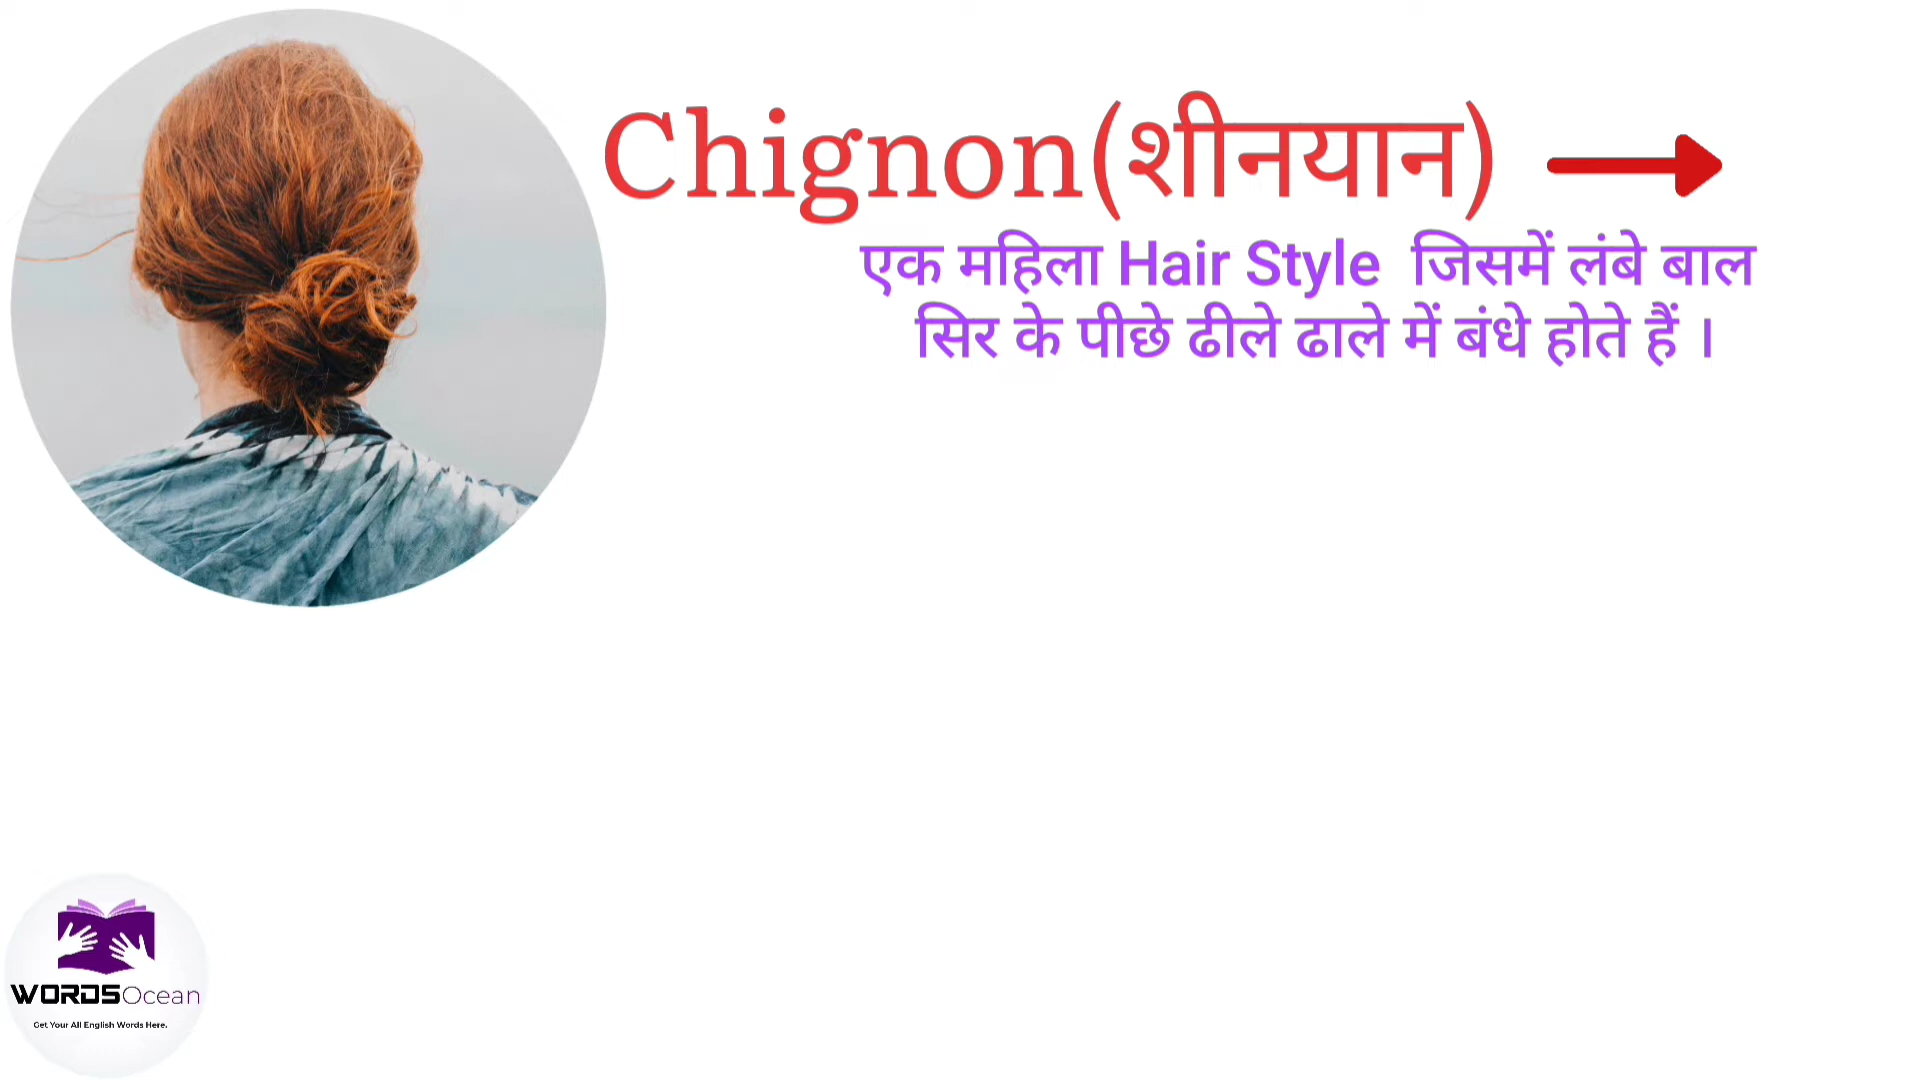 Chignon(शीनयान)
एक महिला Hair Style जिसमें लंबे बाल
सिर के पीछे ढीले ढाले में बंधे होते हैं ।
WORDSOcean
Get Your All English Words Here.